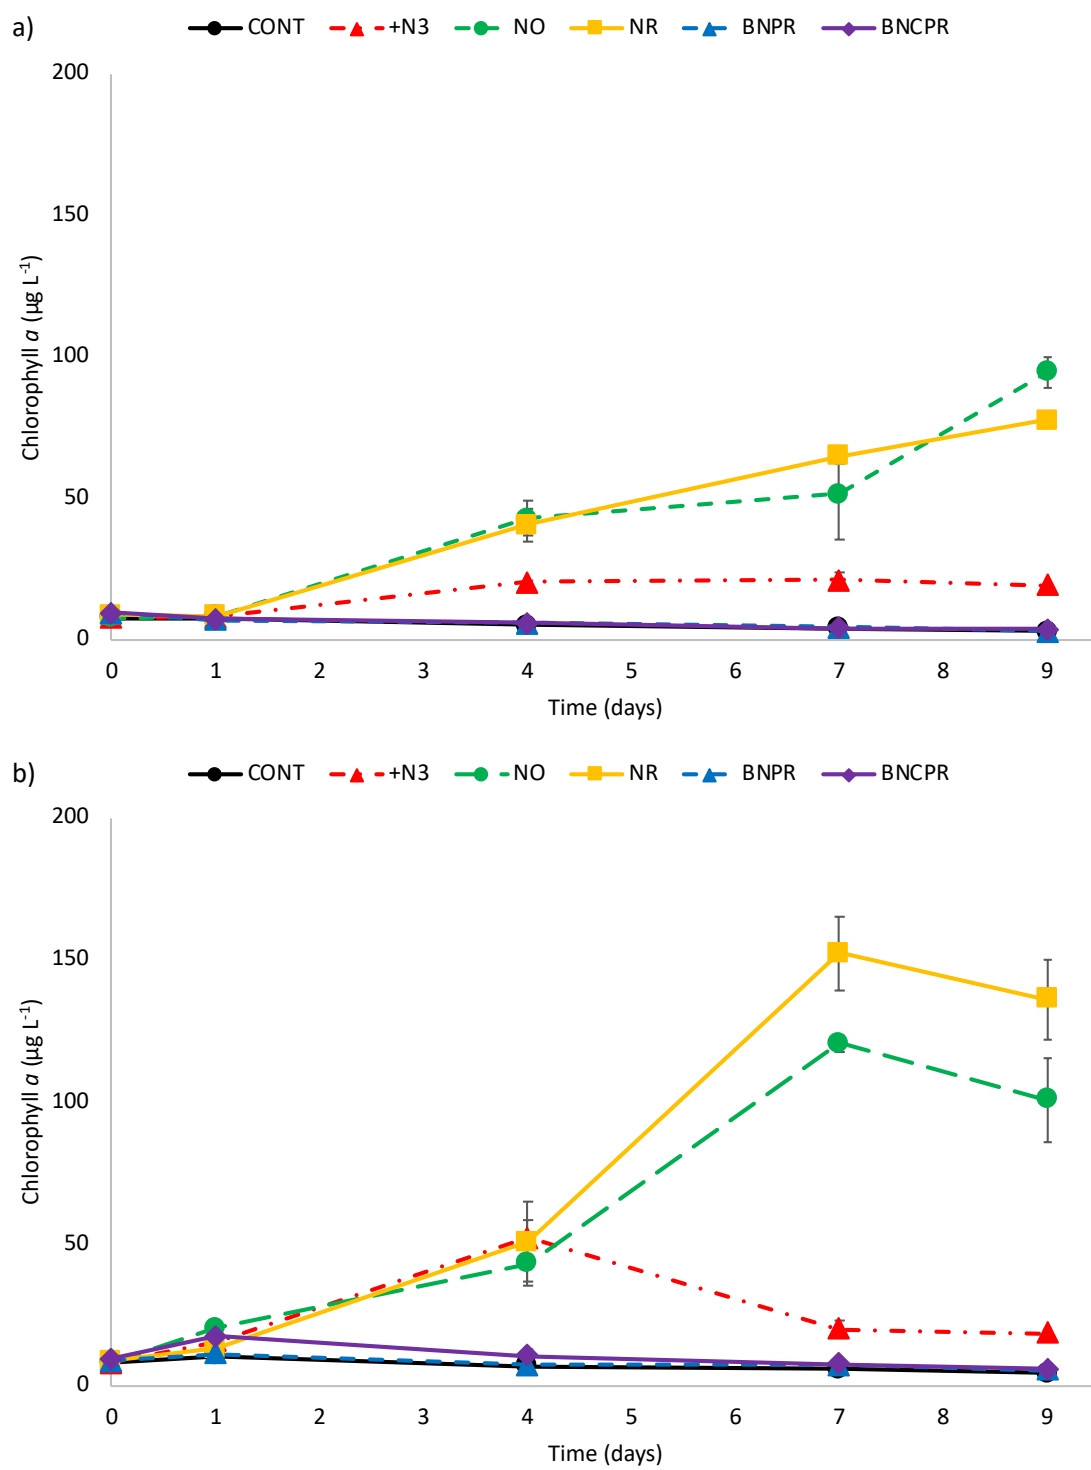 a)
CONT +N3 NO NR BNPR BNCPR
200
150
100
50
0
Chlorophyll a (µg L-1)
0 1 2 3 4 5 6 7 8 9
Time (days)
b)
CONT +N3 NO NR BNPR BNCPR
200
150
100
50
0
Chlorophyll a (µg L-1)
0 1 2 3 4 5 6 7 8 9
Time (days)